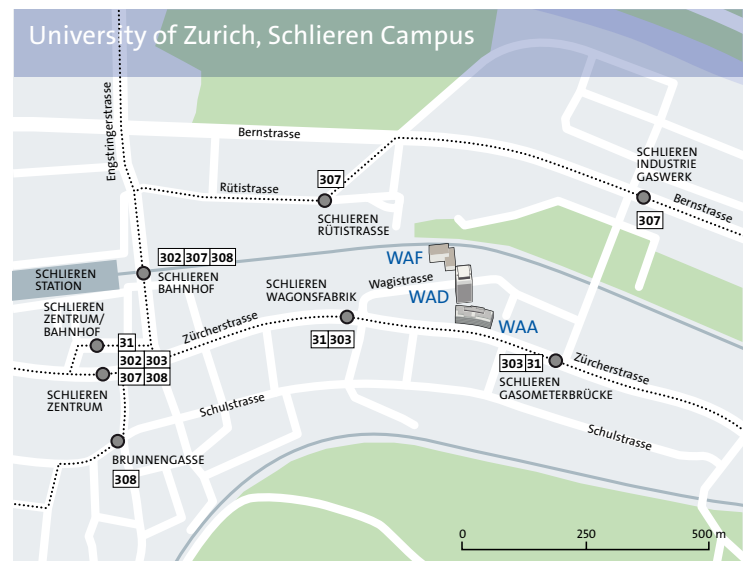 University of Zurich, Schlieren Campus
Engstringerstrasse
Bernstrasse
SCHLIEREN
INDUSTRIE
GASWERK
307
Bernstrasse
307
Rütistrasse
SCHLIEREN
RÜTISTRASSE
302 307 308
SCHLIEREN
BAHNHOF
SCHLIEREN
STATION
WAF
Wagistrasse
WAD
WAA
SCHLIEREN
WAGONSFABRIK
31 303
SCHLIEREN
ZENTRUM/
BAHNHOF
31
302 303
307 308
SCHLIEREN
ZENTRUM
Zürcherstrasse
303 31
SCHLIEREN
GASOMETERBRÜCKE
Zürcherstrasse
Schulstrasse
Schulstrasse
BRUNNENGASSE
308
0 250 500 m